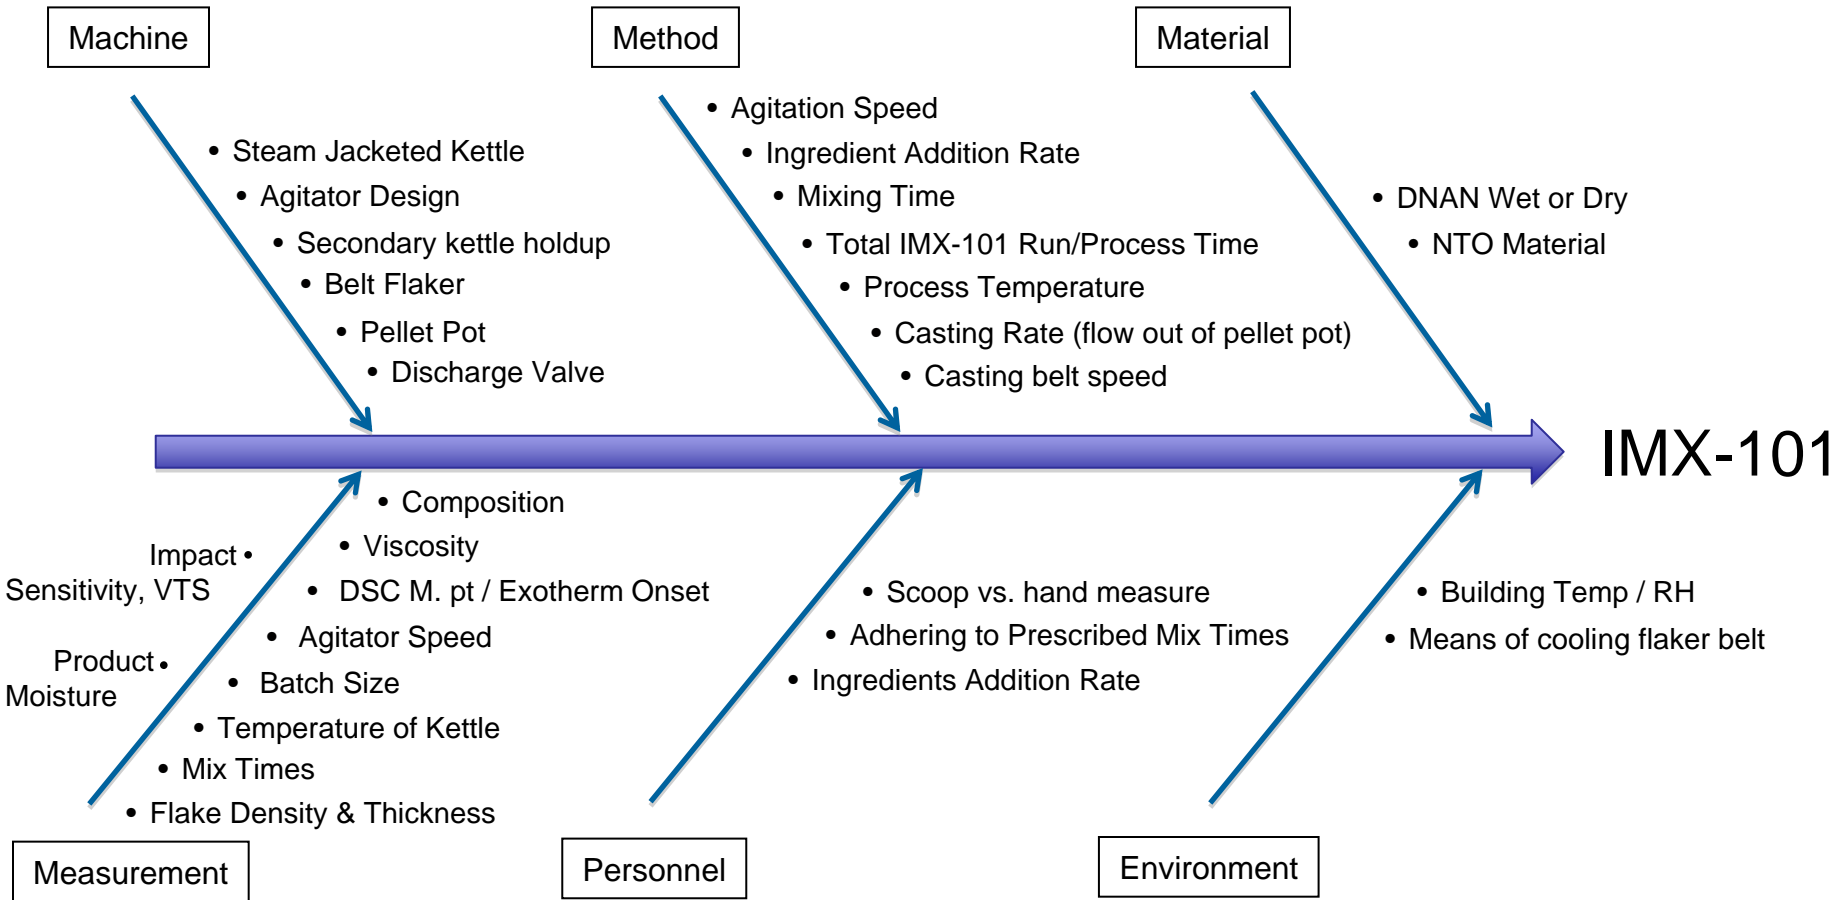 Machine
Method
Material
• Steam Jacketed Kettle
• Agitator Design
• Secondary kettle holdup
• Belt Flaker
• Pellet Pot
• Discharge Valve
• Agitation Speed
• Ingredient Addition Rate
• Mixing Time
• Total IMX-101 Run/Process Time
• Process Temperature
• Casting Rate (flow out of pellet pot)
• Casting belt speed
• DNAN Wet or Dry
• NTO Material
IMX-101
Impact •
Sensitivity, VTS
Product •
Moisture
• Composition
• Viscosity
• DSC M. pt / Exotherm Onset
• Agitator Speed
• Batch Size
• Temperature of Kettle
• Mix Times
• Flake Density & Thickness
• Scoop vs. hand measure
• Adhering to Prescribed Mix Times
• Ingredients Addition Rate
• Building Temp / RH
• Means of cooling flaker belt
Measurement
Personnel
Environment